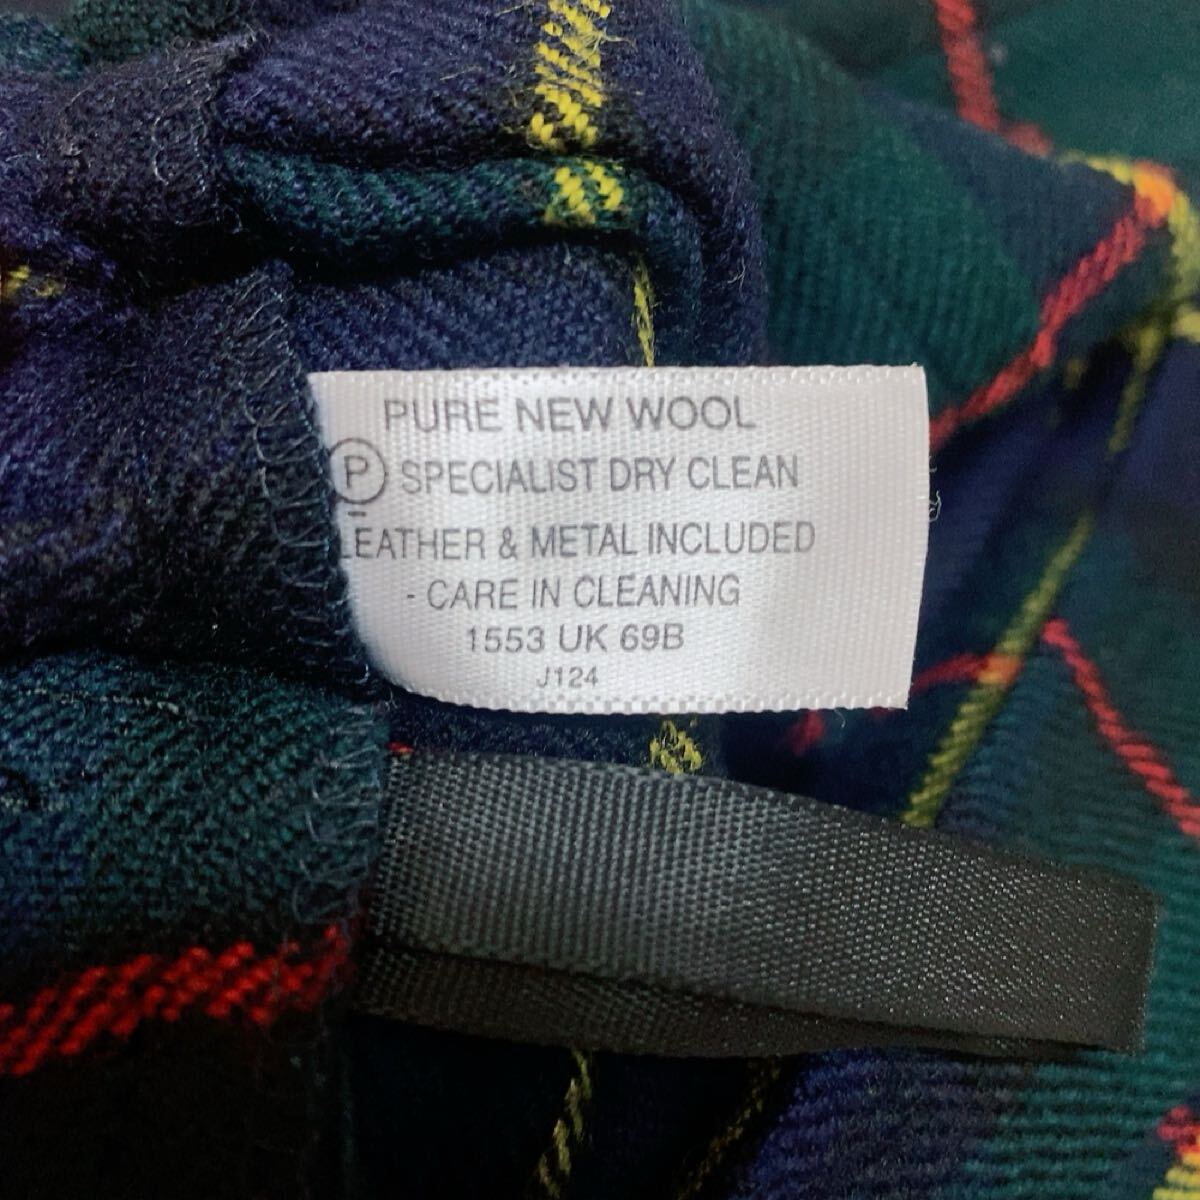 PURE NEW WOOL
P SPECIALIST DRY CLEAN
LEATHER & METAL INCLUDED
- CARE IN CLEANING
1553 UK 69B
J124